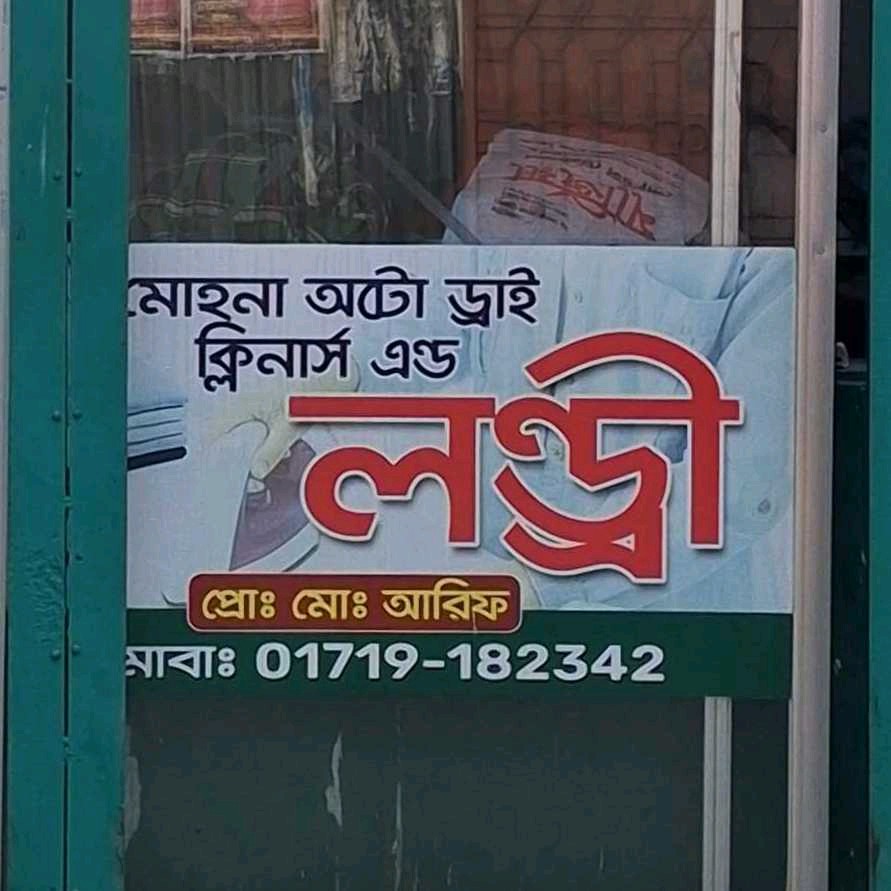 মোহনা অটো ড্রাই
ক্লিনার্স এন্ড
লন্ড্রী
প্রোঃ মোঃ আরিফ
মোবাঃ 01719-182342